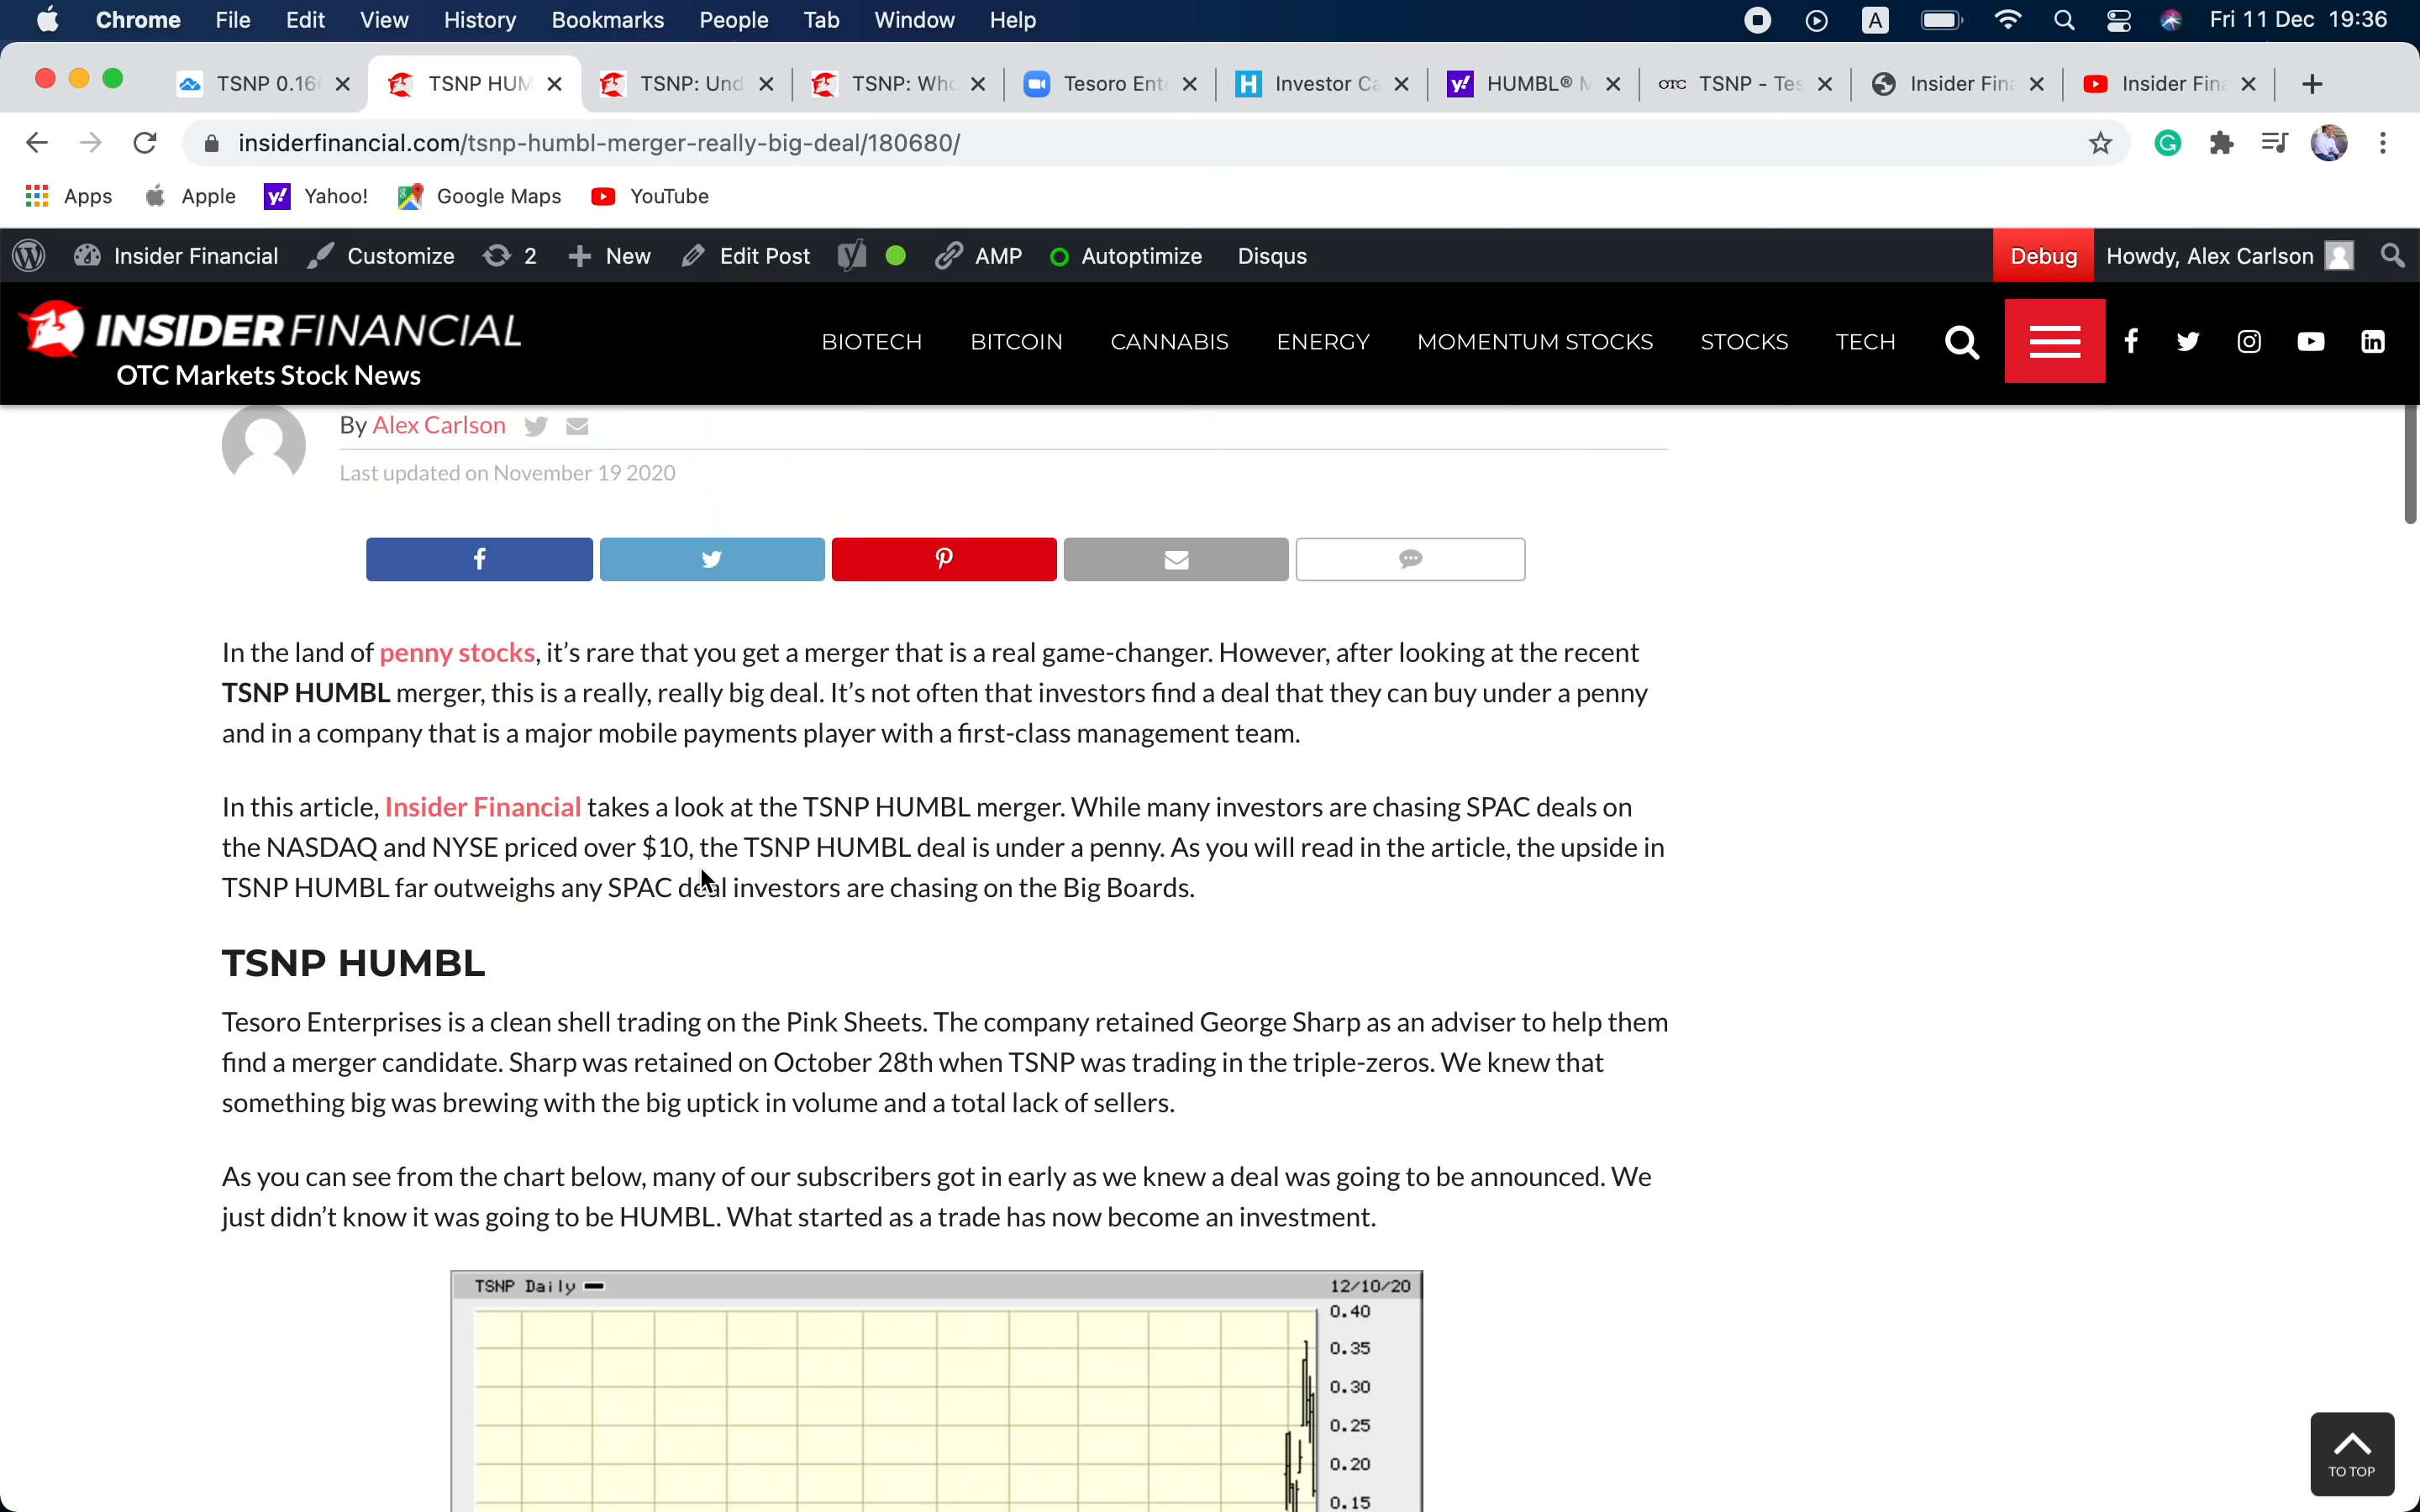 Chrome File Edit View History Bookmarks People Tab Window Help A Fri 11 Dec 19:36
TSNP 0.16 TSNP HUM TSNP: Und TSNP: Who Tesoro Ente Investor Ca HUMBL® M OTC TSNP - Tes Insider Fin Insider Fin
insiderfinancial.com/tsnp-humbl-merger-really-big-deal/180680/
Apps Apple Yahoo! Google Maps YouTube
Insider Financial Customize 2 New Edit Post AMP Autoptimize Disqus Debug Howdy, Alex Carlson
INSIDER FINANCIAL
OTC Markets Stock News
BIOTECH BITCOIN CANNABIS ENERGY MOMENTUM STOCKS STOCKS TECH
By Alex Carlson
Last updated on November 19 2020
In the land of penny stocks, it’s rare that you get a merger that is a real game-changer. However, after looking at the recent
TSNP HUMBL merger, this is a really, really big deal. It’s not often that investors find a deal that they can buy under a penny
and in a company that is a major mobile payments player with a first-class management team.
In this article, Insider Financial takes a look at the TSNP HUMBL merger. While many investors are chasing SPAC deals on
the NASDAQ and NYSE priced over $10, the TSNP HUMBL deal is under a penny. As you will read in the article, the upside in
TSNP HUMBL far outweighs any SPAC deal investors are chasing on the Big Boards.
TSNP HUMBL
Tesoro Enterprises is a clean shell trading on the Pink Sheets. The company retained George Sharp as an adviser to help them
find a merger candidate. Sharp was retained on October 28th when TSNP was trading in the triple-zeros. We knew that
something big was brewing with the big uptick in volume and a total lack of sellers.
As you can see from the chart below, many of our subscribers got in early as we knew a deal was going to be announced. We
just didn’t know it was going to be HUMBL. What started as a trade has now become an investment.
TSNP Daily 12/10/20
0.40
0.35
0.30
0.25
0.20
0.15
TO TOP